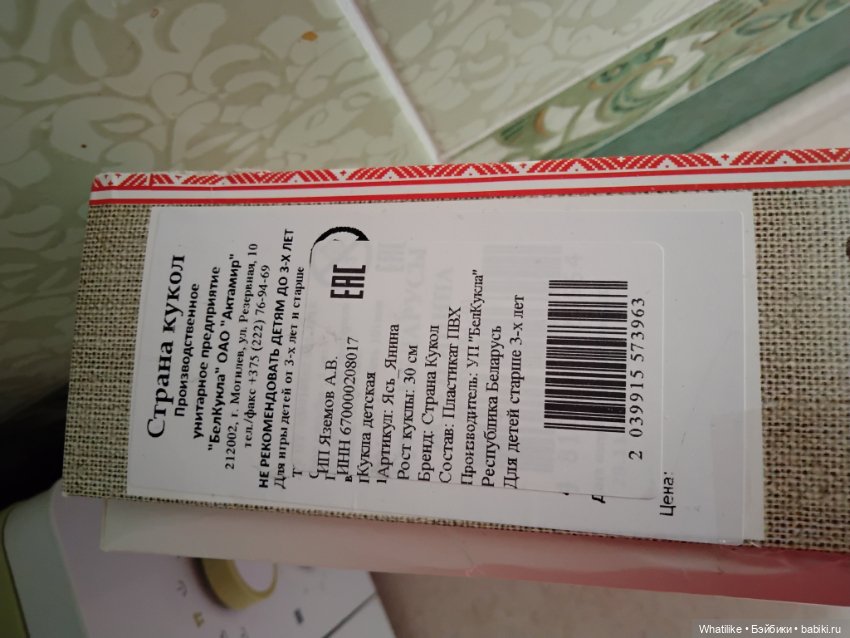 Страна кукол
Производственное
унитарное предприятие
"БелКукла" ОАО "Актамир"
212002, г. Могилев, ул. Резервная, 10
тел./факс +375 (222) 76-94-69
НЕ РЕКОМЕНДОВАТЬ ДЕТЯМ ДО 3-Х ЛЕТ
Для игры детей от 3-х лет и старше
ИП Яземов А.В.
ИНН 670000208017
EAC
Кукла детская
Артикул: Ясь_Янина
Рост куклы: 30 см
Бренд: Страна Кукол
Состав: Пластикат ПВХ
Производитель: УП "БелКукла"
Республика Беларусь
Для детей старше 3-х лет
2 039915 573963
Цена:
Whatilike • Бэйбики • babiki.ru